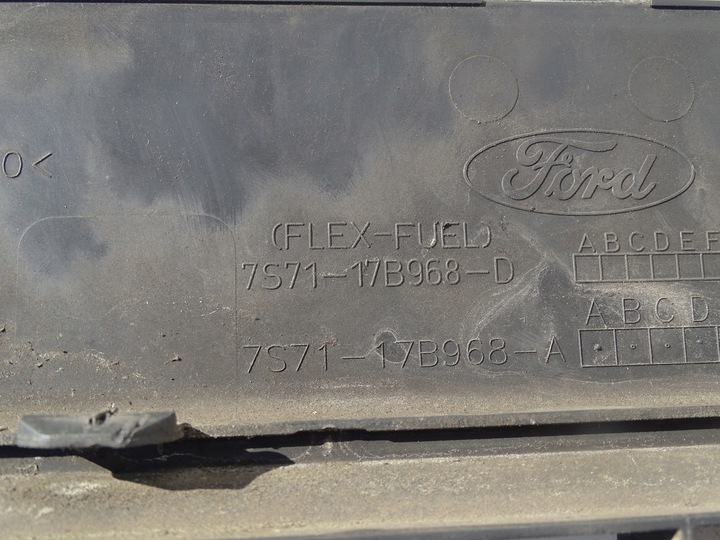 O<
Ford
(FLEX-FUEL)
7S71-17B968-D
ABCDEF
7S71-17B968-A
ABCD